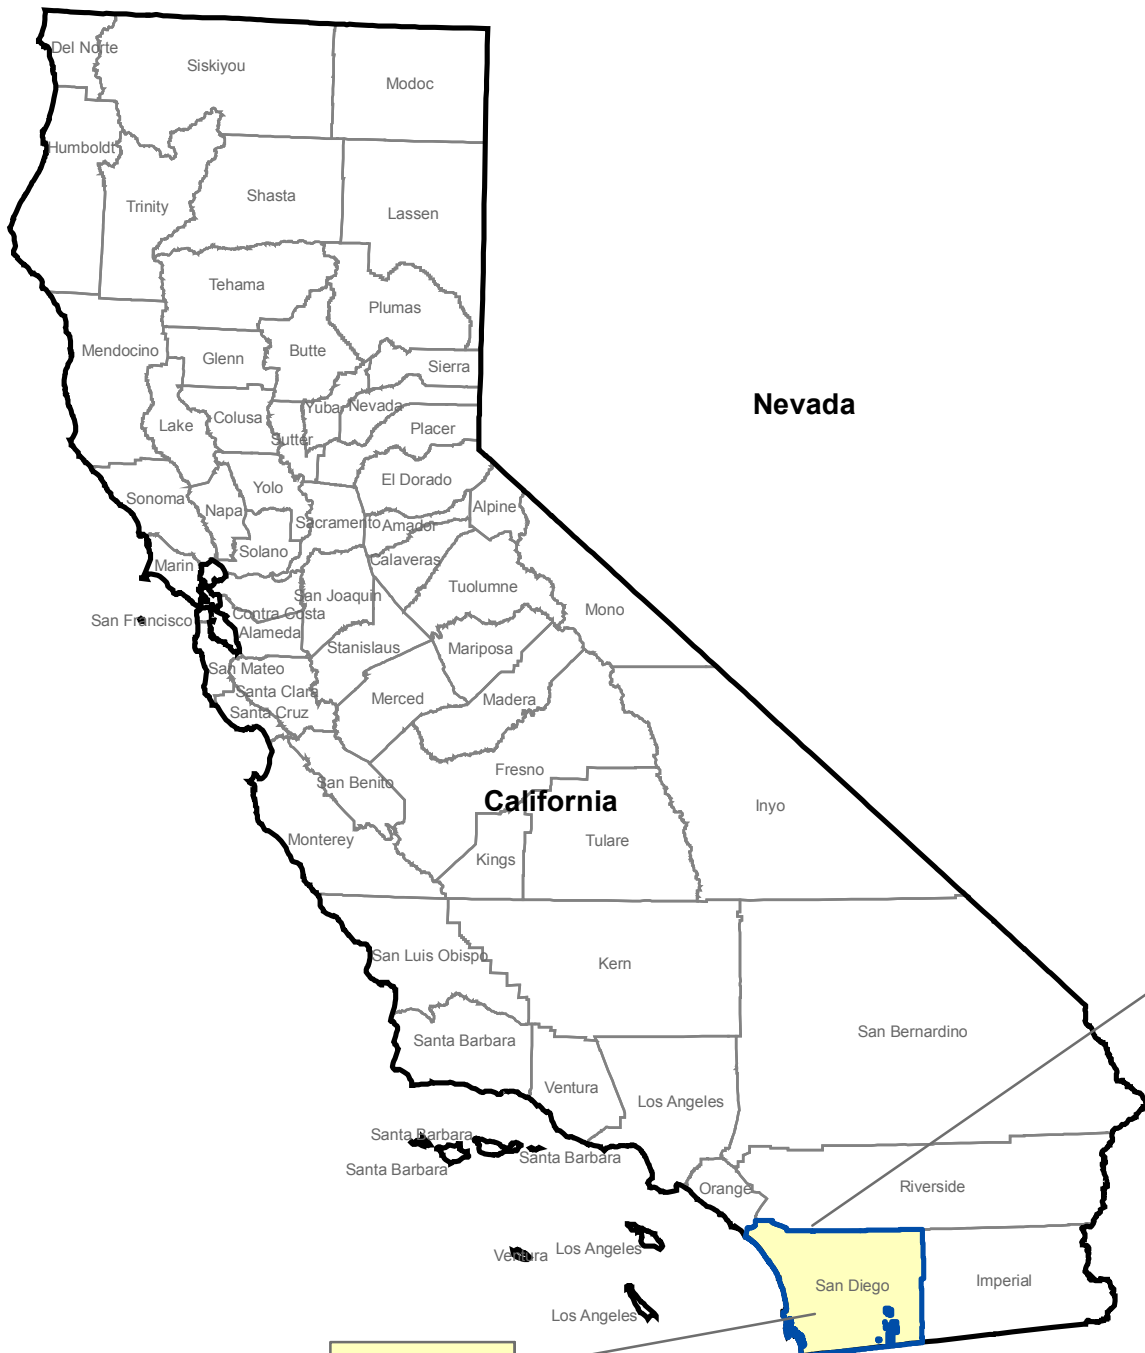 Del Norte
Siskiyou
Modoc
Humboldt
Trinity
Shasta
Lassen
Tehama
Plumas
Mendocino
Glenn
Butte
Sierra
Lake
Colusa
Sutter
Yuba
Nevada
Placer
Nevada
Sonoma
Napa
Yolo
El Dorado
Sacramento
Amador
Alpine
Marin
Solano
Calaveras
Tuolumne
San Francisco
Contra Costa
San Joaquin
Mono
Alameda
Stanislaus
Mariposa
San Mateo
Santa Clara
Santa Cruz
Merced
Madera
San Benito
Fresno
California
Inyo
Monterey
Kings
Tulare
San Luis Obispo
Kern
San Bernardino
Santa Barbara
Ventura
Los Angeles
Santa Barbara
Santa Barbara
Santa Barbara
Orange
Riverside
Ventura
Los Angeles
Los Angeles
San Diego
Imperial